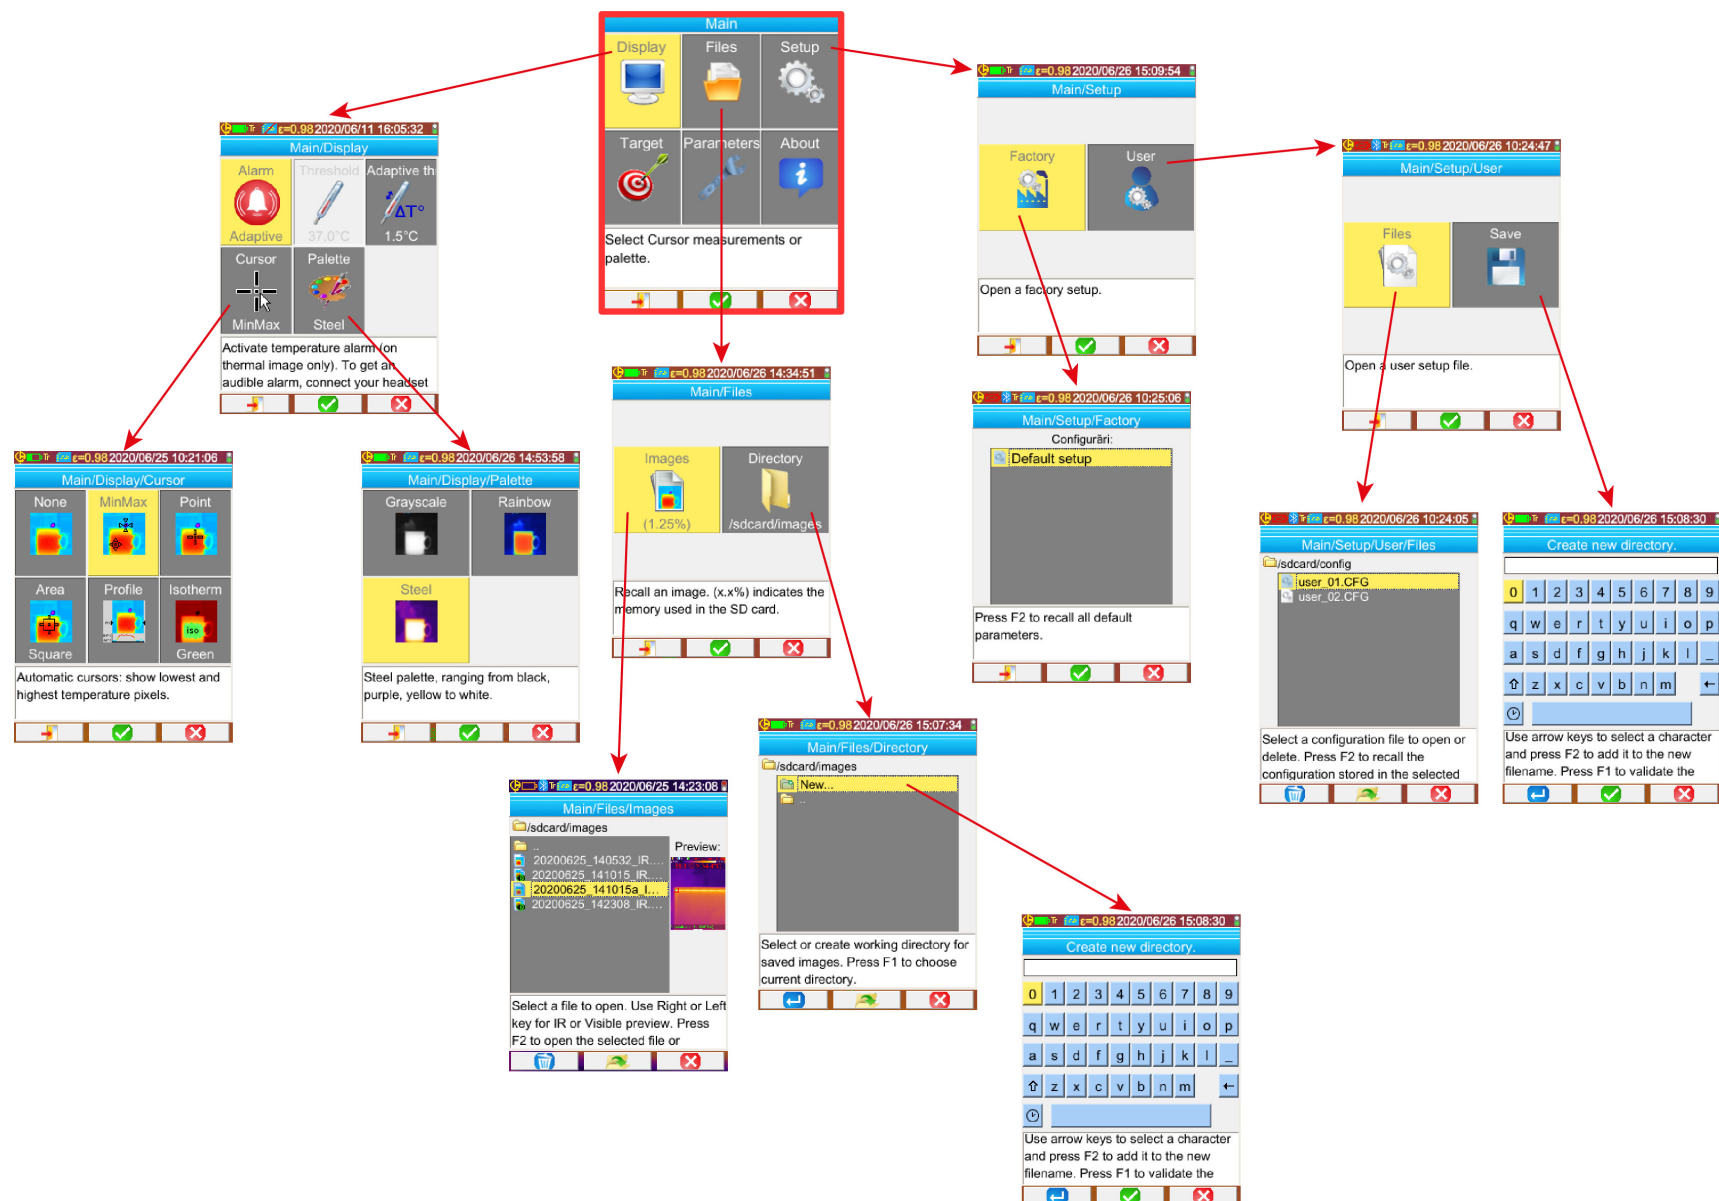 Main
Display Files Setup
Target Parameters About
Select Cursor measurements or
palette.
Tr ε=0.98 2020/06/11 16:05:32
Main/Display
Alarm Threshold Adaptive th
Adaptive 37.0°C ΔT° 1.5°C
Cursor Palette
MinMax Steel
Activate temperature alarm (on
thermal image only). To get an
audible alarm, connect your headset
Tr ε=0.98 2020/06/25 10:21:06
Main/Display/Cursor
None MinMax Point
Area Profile Isotherm
iso
Square Green
Automatic cursors: show lowest and
highest temperature pixels.
Tr ε=0.98 2020/06/26 14:53:58
Main/Display/Palette
Grayscale Rainbow
Steel
Steel palette, ranging from black,
purple, yellow to white.
Tr ε=0.98 2020/06/26 14:34:51
Main/Files
Images Directory
(1.25%) /sdcard/images
Recall an image. (x.x%) indicates the
memory used in the SD card.
Tr ε=0.98 2020/06/25 14:23:08
Main/Files/Images
/sdcard/images
Preview:
..
20200625_140532_IR....
20200625_141015_IR....
20200625_141015a_I...
20200625_142308_IR....
Select a file to open. Use Right or Left
key for IR or Visible preview. Press
F2 to open the selected file or
Tr ε=0.98 2020/06/26 15:07:34
Main/Files/Directory
/sdcard/images
New...
..
Select or create working directory for
saved images. Press F1 to choose
current directory.
Tr ε=0.98 2020/06/26 15:08:30
Create new directory.
0 1 2 3 4 5 6 7 8 9
q w e r t y u i o p
a s d f g h j k l _
⇧ z x c v b n m ←
Use arrow keys to select a character
and press F2 to add it to the new
filename. Press F1 to validate the
Tr ε=0.98 2020/06/26 15:09:54
Main/Setup
Factory User
Open a factory setup.
Tr ε=0.98 2020/06/26 10:25:06
Main/Setup/Factory
Configurări:
Default setup
Press F2 to recall all default
parameters.
Tr ε=0.98 2020/06/26 10:24:47
Main/Setup/User
Files Save
Open a user setup file.
Tr ε=0.98 2020/06/26 10:24:05
Main/Setup/User/Files
/sdcard/config
user_01.CFG
user_02.CFG
Select a configuration file to open or
delete. Press F2 to recall the
configuration stored in the selected
Tr ε=0.98 2020/06/26 15:08:30
Create new directory.
0 1 2 3 4 5 6 7 8 9
q w e r t y u i o p
a s d f g h j k l _
⇧ z x c v b n m ←
Use arrow keys to select a character
and press F2 to add it to the new
filename. Press F1 to validate the